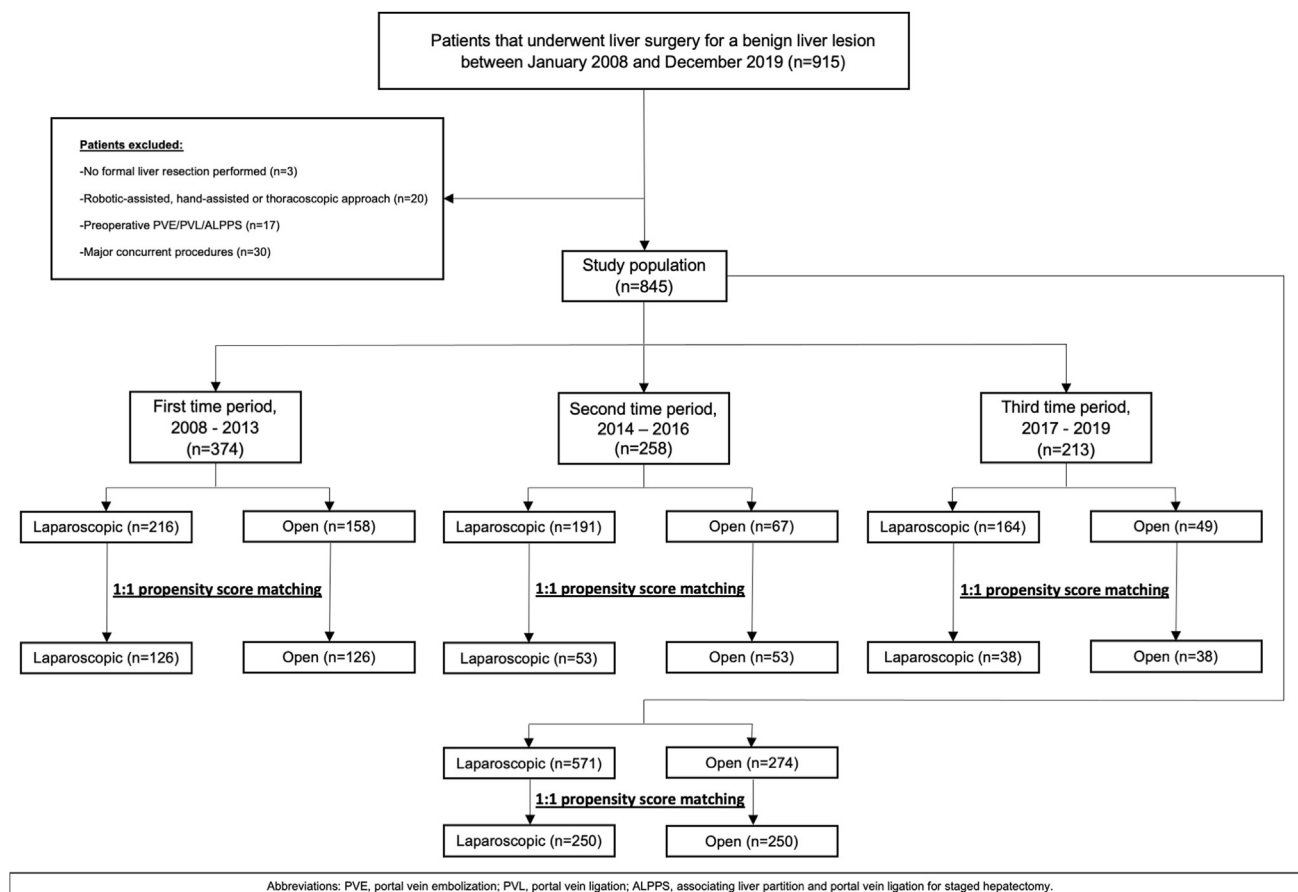 Patients that underwent liver surgery for a benign liver lesion
between January 2008 and December 2019 (n=915)
Patients excluded:
-No formal liver resection performed (n=3)
-Robotic-assisted, hand-assisted or thoracoscopic approach (n=20)
-Preoperative PVE/PVL/ALPPS (n=17)
-Major concurrent procedures (n=30)
Study population
(n=845)
First time period,
2008 - 2013
(n=374)
Second time period,
2014 – 2016
(n=258)
Third time period,
2017 - 2019
(n=213)
Laparoscopic (n=216)
Open (n=158)
Laparoscopic (n=191)
Open (n=67)
Laparoscopic (n=164)
Open (n=49)
1:1 propensity score matching
1:1 propensity score matching
1:1 propensity score matching
Laparoscopic (n=126)
Open (n=126)
Laparoscopic (n=53)
Open (n=53)
Laparoscopic (n=38)
Open (n=38)
Laparoscopic (n=571)
Open (n=274)
1:1 propensity score matching
Laparoscopic (n=250)
Open (n=250)
Abbreviations: PVE, portal vein embolization; PVL, portal vein ligation; ALPPS, associating liver partition and portal vein ligation for staged hepatectomy.